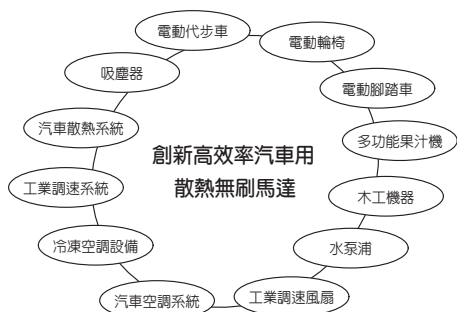 電動代步車
電動輪椅
電動腳踏車
多功能果汁機
木工機器
水泵浦
工業調速風扇
汽車空調系統
冷凍空調設備
工業調速系統
汽車散熱系統
吸塵器
創新高效率汽車用
散熱無刷馬達